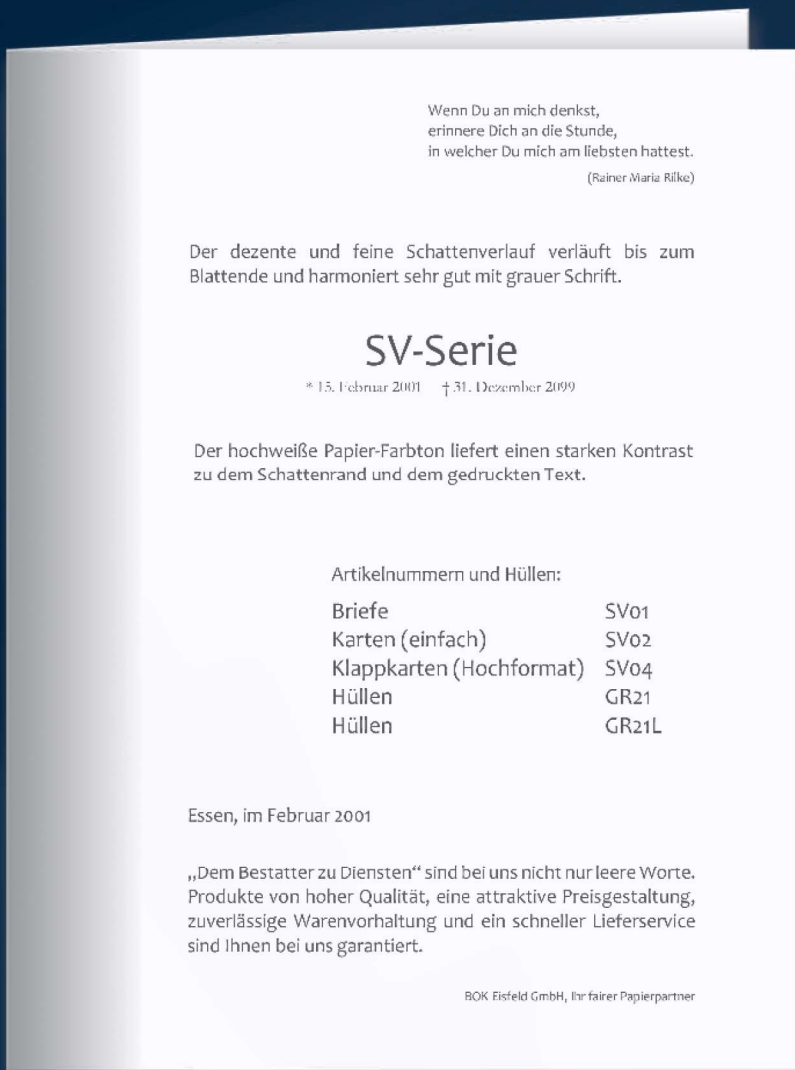 Wenn Du an mich denkst,
erinnere Dich an die Stunde,
in welcher Du mich am liebsten hattest.
(Rainer Maria Rilke)
Der dezente und feine Schattenverlauf verläuft bis zum
Blattende und harmoniert sehr gut mit grauer Schrift.
SV-Serie
* 15. Februar 2001 † 31. Dezember 2099
Der hochweiße Papier-Farbton liefert einen starken Kontrast
zu dem Schattenrand und dem gedruckten Text.
Artikelnummern und Hüllen:
Briefe SV01
Karten (einfach) SV02
Klappkarten (Hochformat) SV04
Hüllen GR21
Hüllen GR21L
Essen, im Februar 2001
„Dem Bestatter zu Diensten“ sind bei uns nicht nur leere Worte.
Produkte von hoher Qualität, eine attraktive Preisgestaltung,
zuverlässige Warenvorhaltung und ein schneller Lieferservice
sind Ihnen bei uns garantiert.
BOK Eisfeld GmbH, Ihr fairer Papierpartner